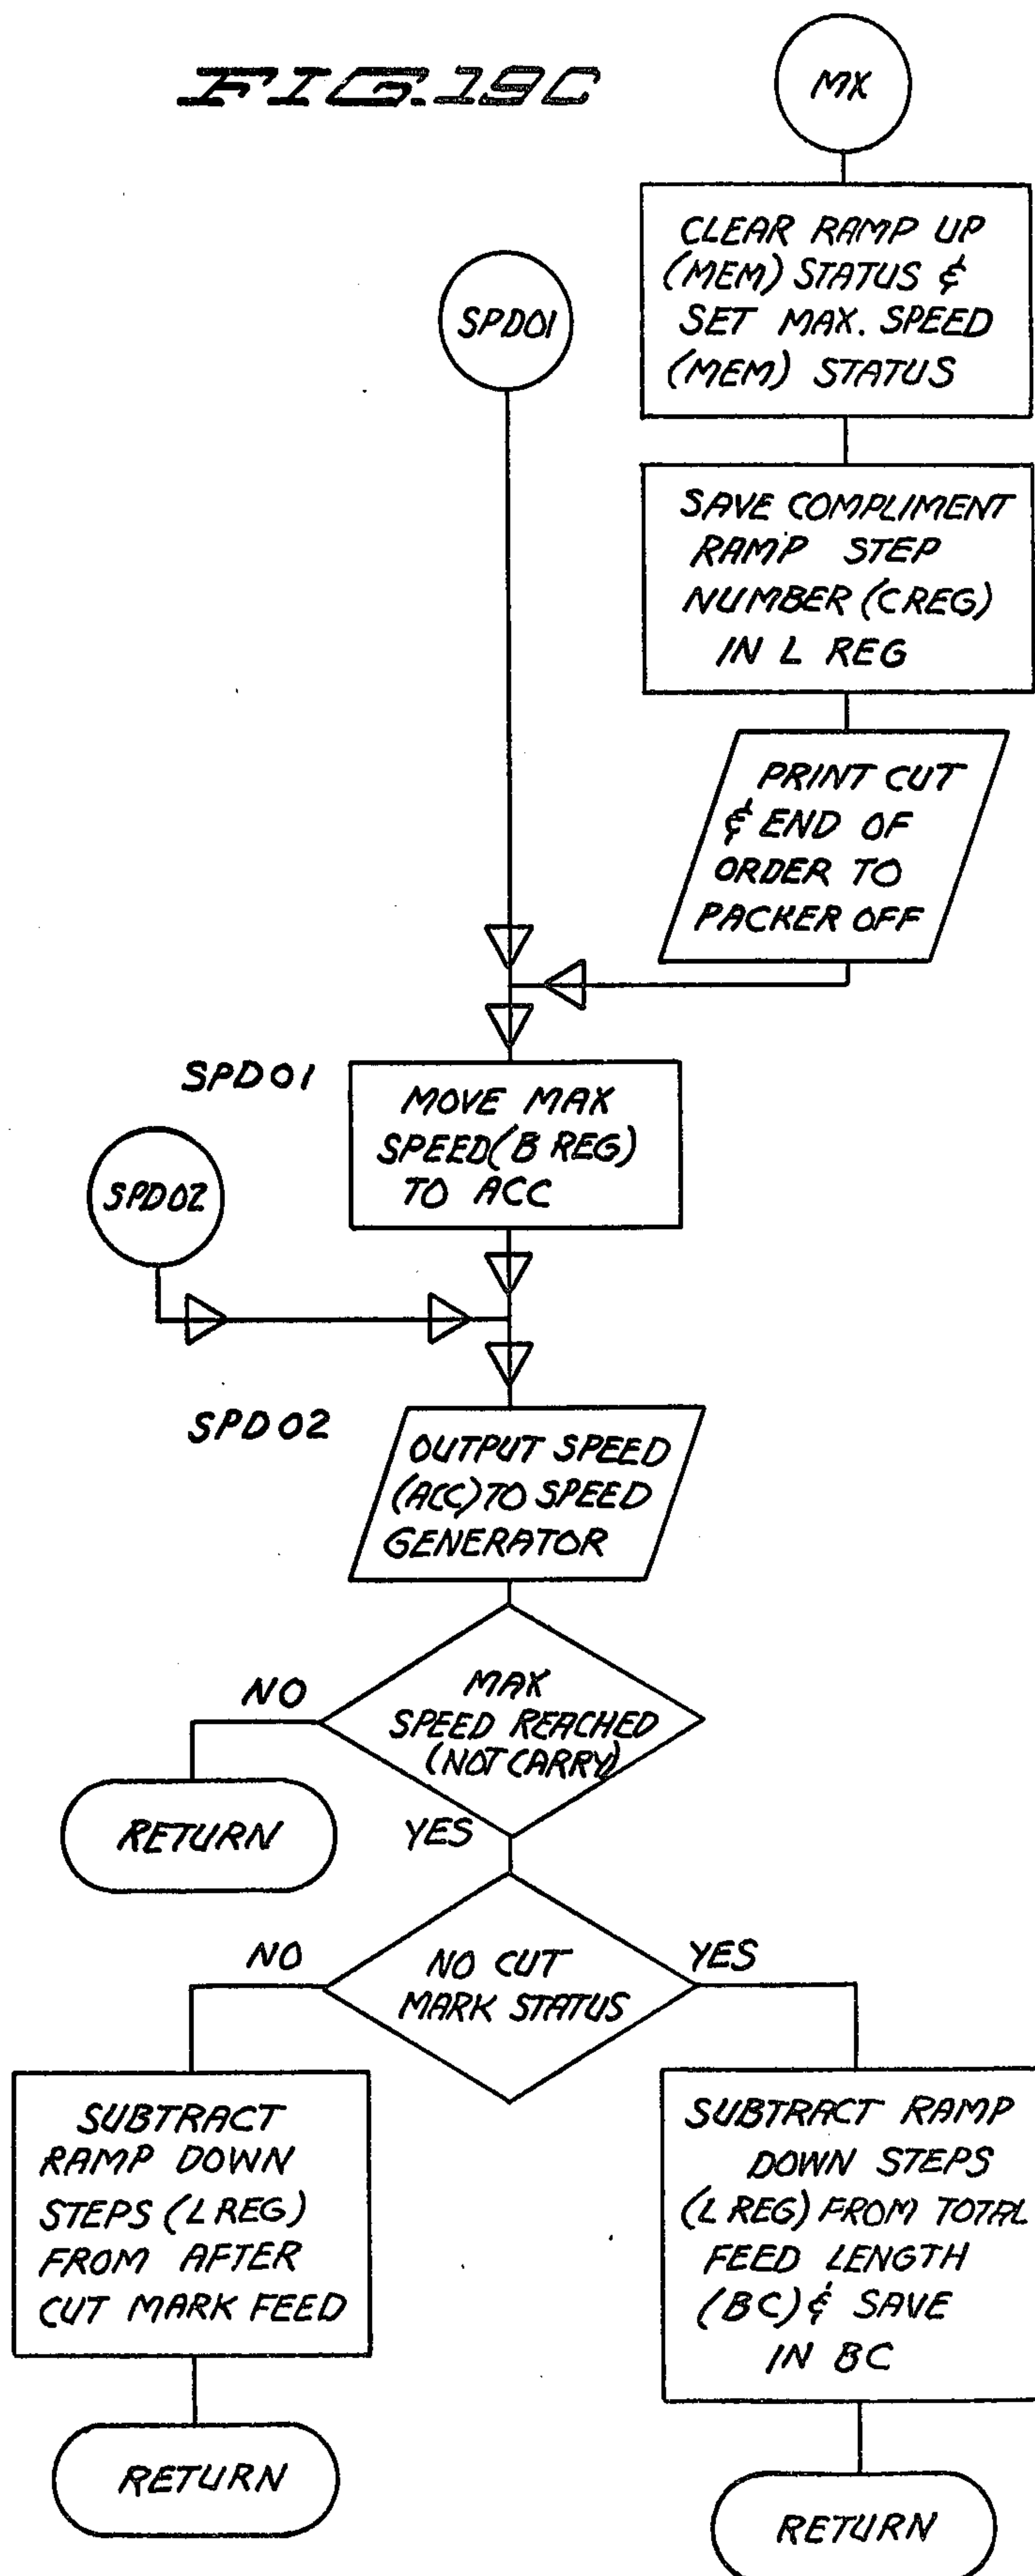 FIG. 19C
MX
CLEAR RAMP UP
(MEM) STATUS &
SET MAX. SPEED
(MEM) STATUS
SPD01
SAVE COMPLIMENT
RAMP STEP
NUMBER (C REG)
IN L REG
PRINT CUT
& END OF
ORDER TO
PACKER OFF
SPD01
MOVE MAX
SPEED (B REG)
TO ACC
SPD02
SPD02
OUTPUT SPEED
(ACC) TO SPEED
GENERATOR
MAX
SPEED REACHED
(NOT CARRY)
NO
RETURN
YES
NO CUT
MARK STATUS
NO
YES
SUBTRACT
RAMP DOWN
STEPS (L REG)
FROM AFTER
CUT MARK FEED
RETURN
SUBTRACT RAMP
DOWN STEPS
(L REG) FROM TOTAL
FEED LENGTH
(BC) & SAVE
IN BC
RETURN